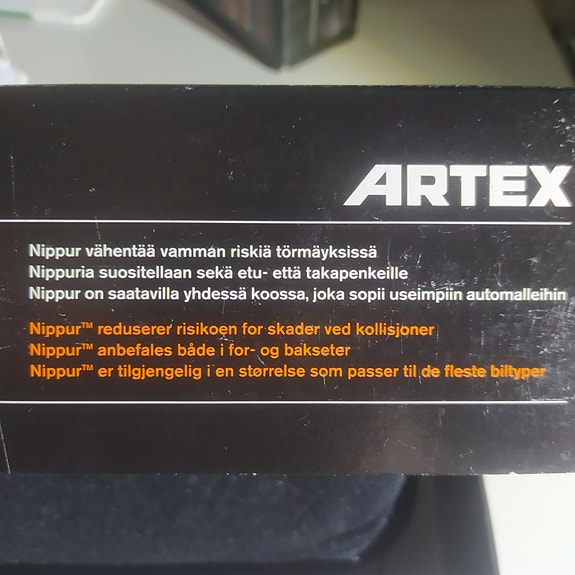 ARTEX
Nippur vähentää vamman riskiä törmäyksissä
Nippuria suositellaan sekä etu- että takapenkeille
Nippur on saatavilla yhdessä koossa, joka sopii useimpiin automalleihin
Nippur™ reduserer risikoen for skader ved kollisjoner
Nippur™ anbefales både i for- og bakseter
Nippur™ er tilgjengelig i en størrelse som passer til de fleste biltyper